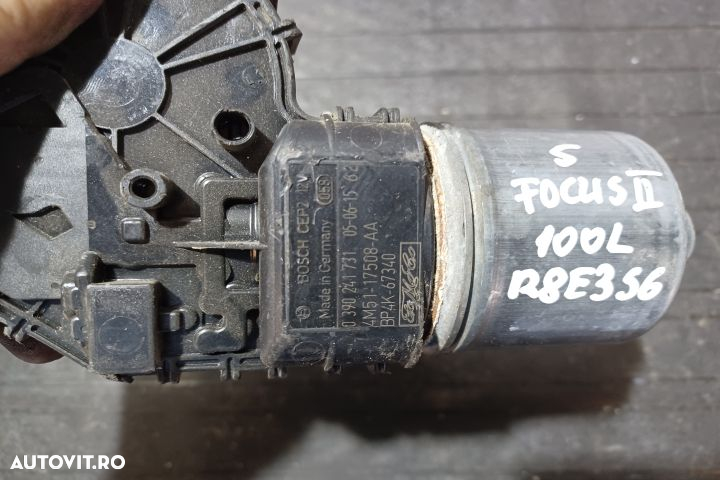 BOSCH CEP2 12V
Made in Germany
0 390 241 731 05-06-15
4M51-17508-AA
BP4K-67340
S
FOCUS II
100L
R8E3S6
AUTOVIT.RO